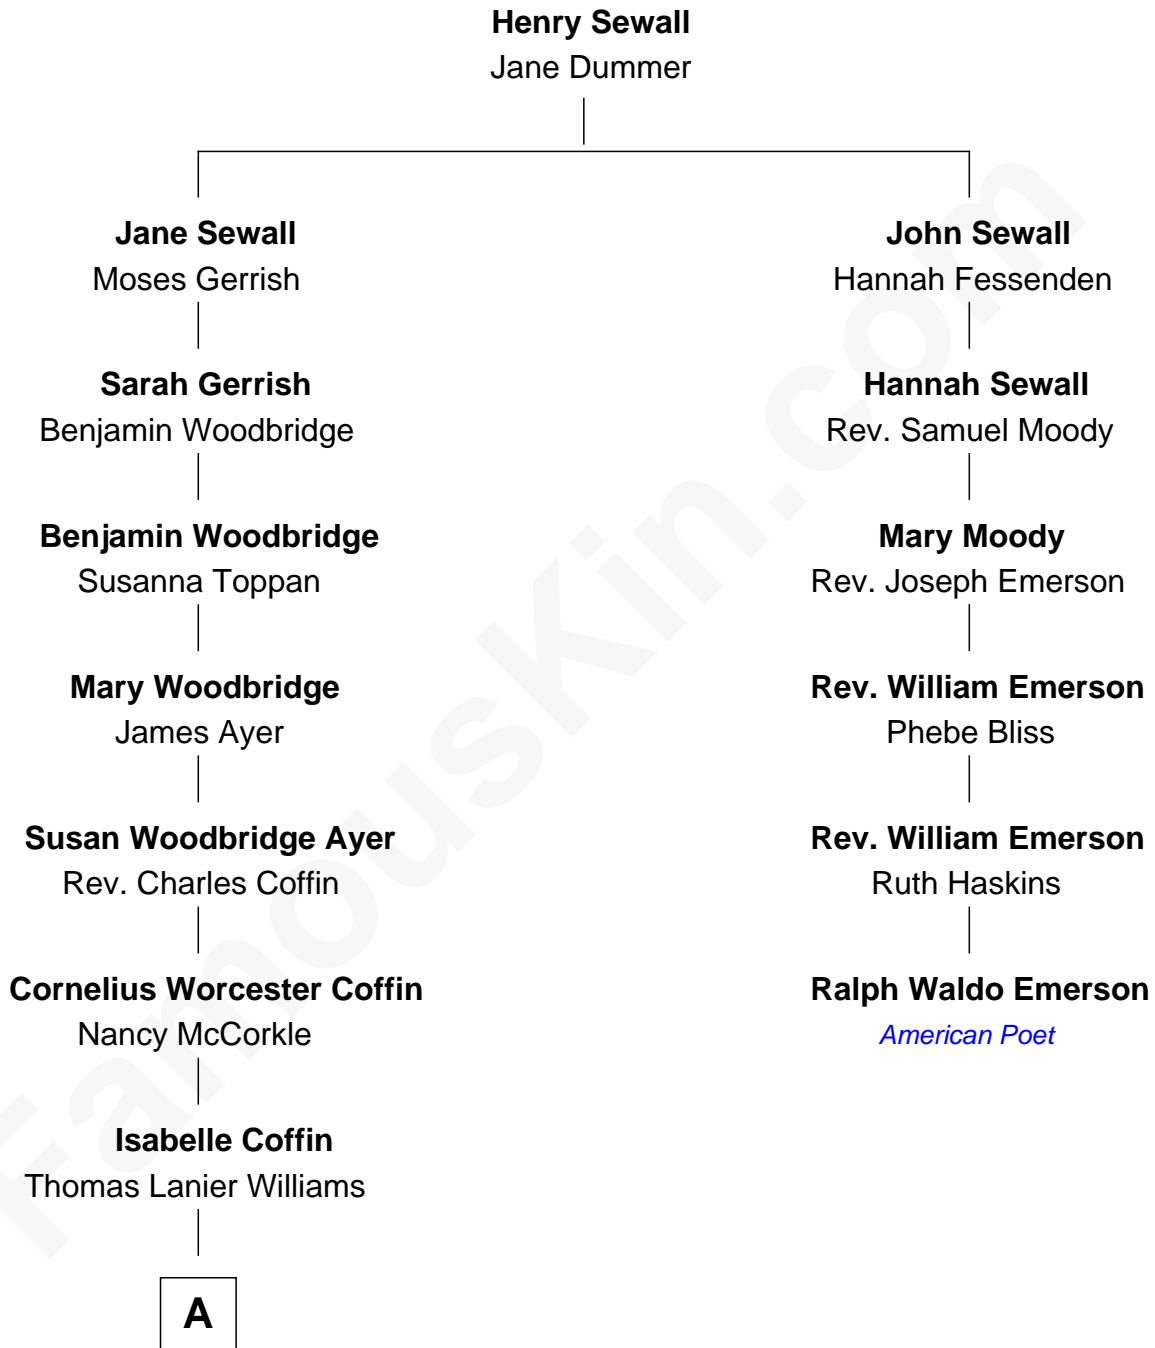 Henry Sewall
Jane Dummer
Jane Sewall
Moses Gerrish
John Sewall
Hannah Fessenden
Sarah Gerrish
Benjamin Woodbridge
Hannah Sewall
Rev. Samuel Moody
Benjamin Woodbridge
Susanna Toppan
Mary Moody
Rev. Joseph Emerson
Mary Woodbridge
James Ayer
Rev. William Emerson
Phebe Bliss
Susan Woodbridge Ayer
Rev. Charles Coffin
Rev. William Emerson
Ruth Haskins
Cornelius Worcester Coffin
Nancy McCorkle
Ralph Waldo Emerson
American Poet
Isabelle Coffin
Thomas Lanier Williams
A
FamousKin.com